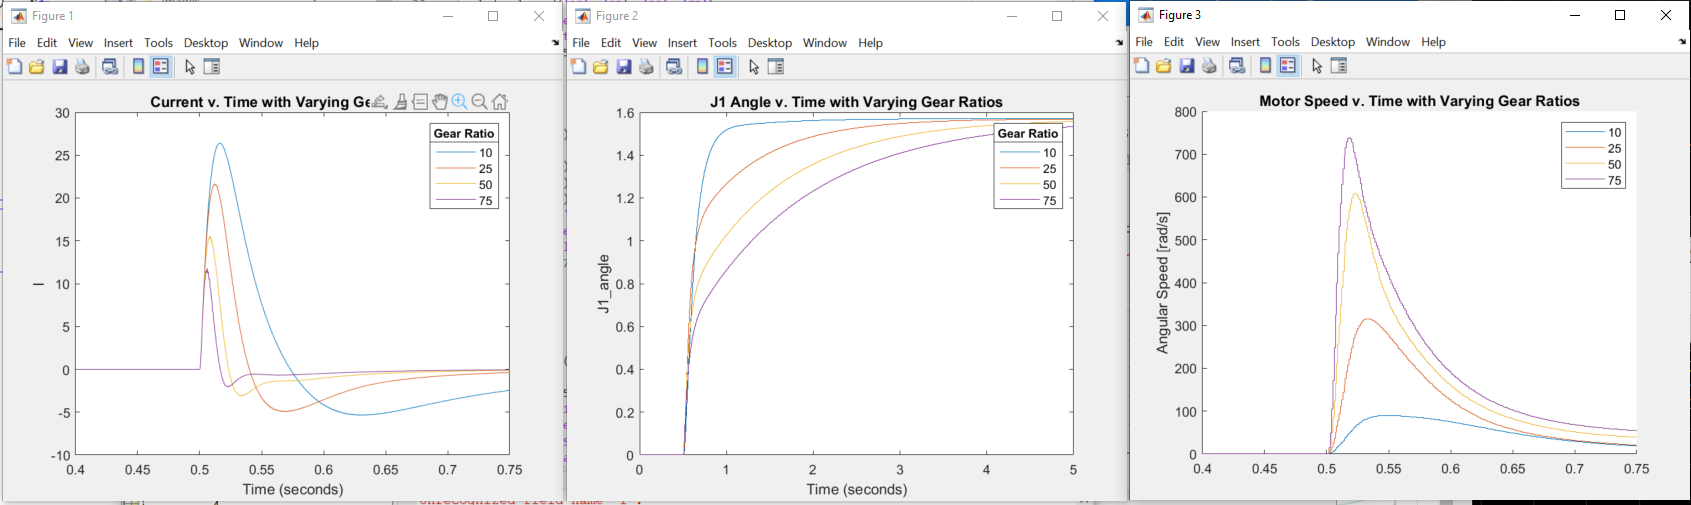 Figure 1
File Edit View Insert Tools Desktop Window Help
Current v. Time with Varying Ge
30
25
20
15
10
5
0
-5
-10
I
Gear Ratio
10
25
50
75
0.4 0.45 0.5 0.55 0.6 0.65 0.7 0.75
Time (seconds)
Figure 2
File Edit View Insert Tools Desktop Window Help
J1 Angle v. Time with Varying Gear Ratios
1.6
1.4
1.2
1
0.8
0.6
0.4
0.2
0
J1_angle
Gear Ratio
10
25
50
75
1 2 3 4 5
Time (seconds)
Figure 3
File Edit View Insert Tools Desktop Window Help
Motor Speed v. Time with Varying Gear Ratios
800
700
600
500
400
300
200
100
0
Angular Speed [rad/s]
10
25
50
75
0.4 0.45 0.5 0.55 0.6 0.65 0.7 0.75